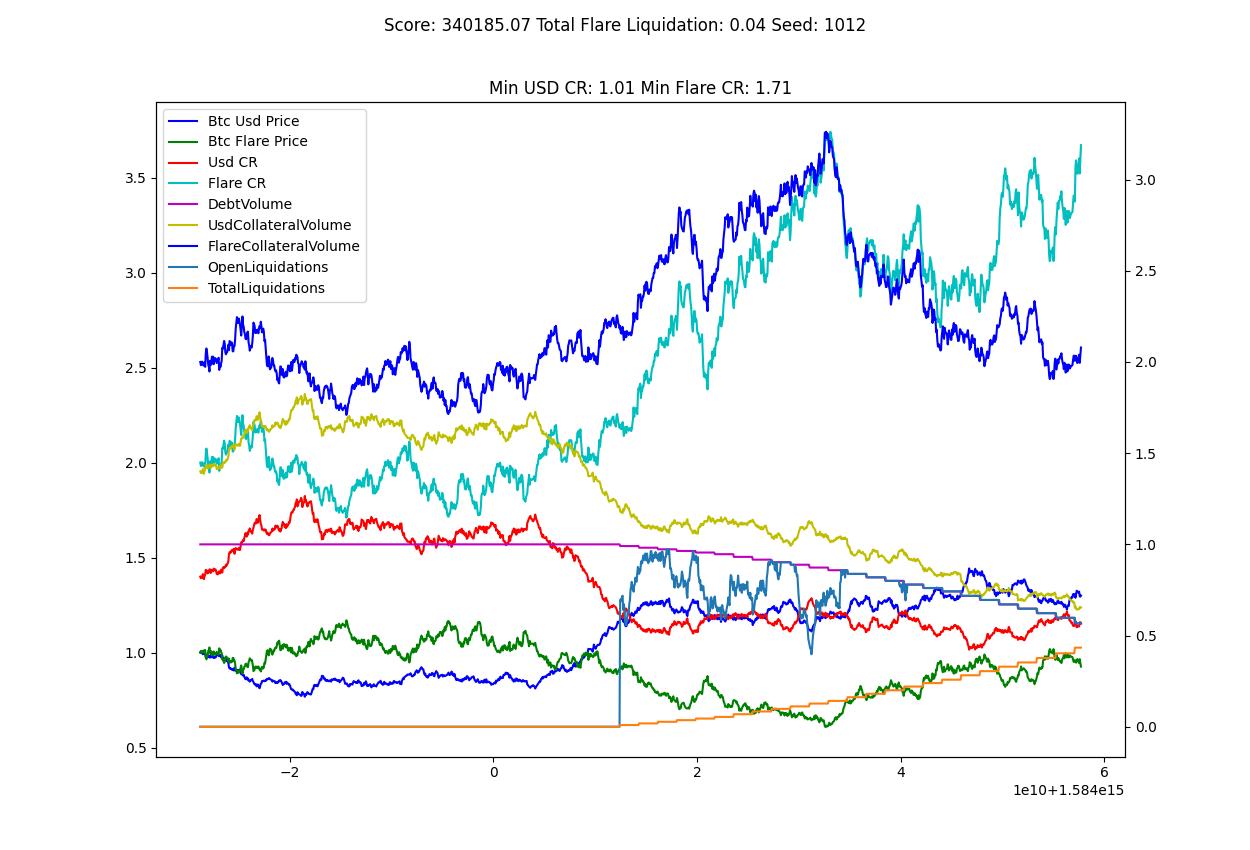 Score: 340185.07 Total Flare Liquidation: 0.04 Seed: 1012
Min USD CR: 1.01 Min Flare CR: 1.71
Btc Usd Price
Btc Flare Price
Usd CR
Flare CR
DebtVolume
UsdCollateralVolume
FlareCollateralVolume
OpenLiquidations
TotalLiquidations
3.5
3.0
2.5
2.0
1.5
1.0
0.5
3.0
2.5
2.0
1.5
1.0
0.5
0.0
−2
0
2
4
6
1e10+1.584e15